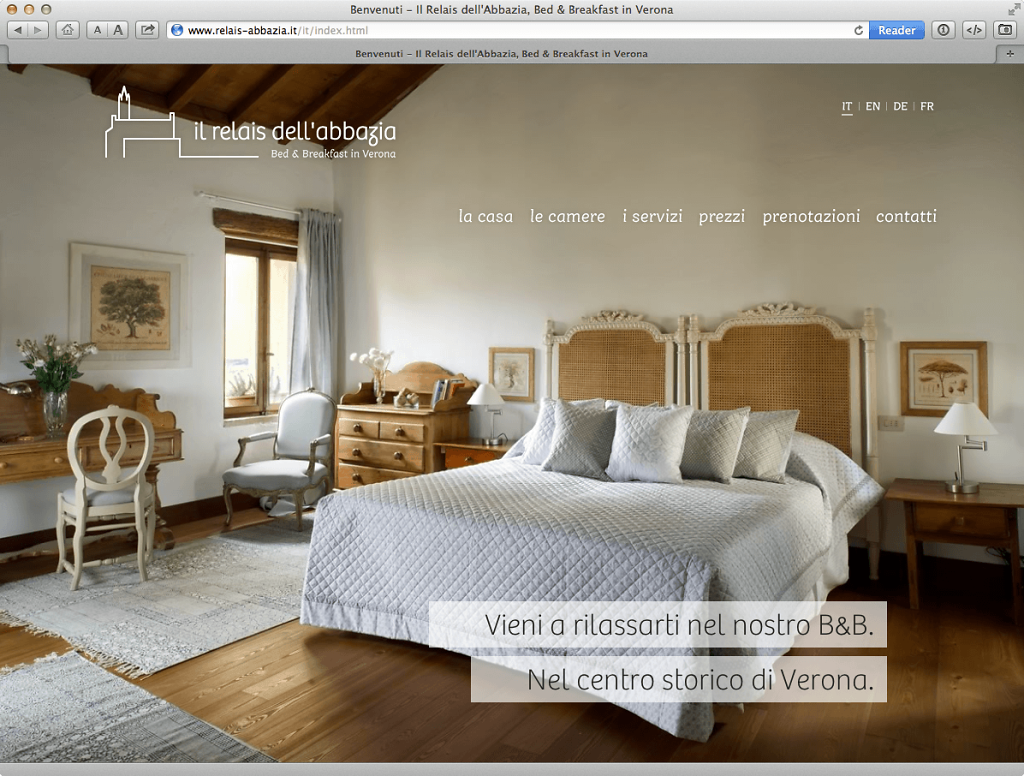 Benvenuti – Il Relais dell'Abbazia, Bed & Breakfast in Verona
A A www.relais-abbazia.it/it/index.html Reader
Benvenuti – Il Relais dell'Abbazia, Bed & Breakfast in Verona
IT | EN | DE | FR
il relais dell'abbazia
Bed & Breakfast in Verona
la casa le camere i servizi prezzi prenotazioni contatti
Vieni a rilassarti nel nostro B&B.
Nel centro storico di Verona.